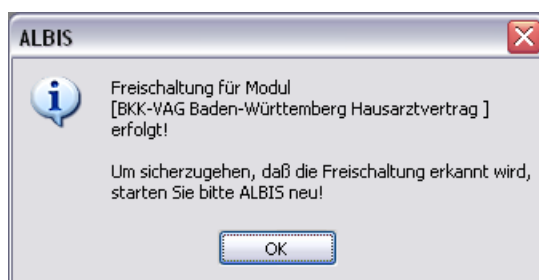 ALBIS
Freischaltung für Modul
[BKK-VAG Baden-Württemberg Hausarztvertrag ]
erfolgt!
Um sicherzugehen, daß die Freischaltung erkannt wird,
starten Sie bitte ALBIS neu!
OK